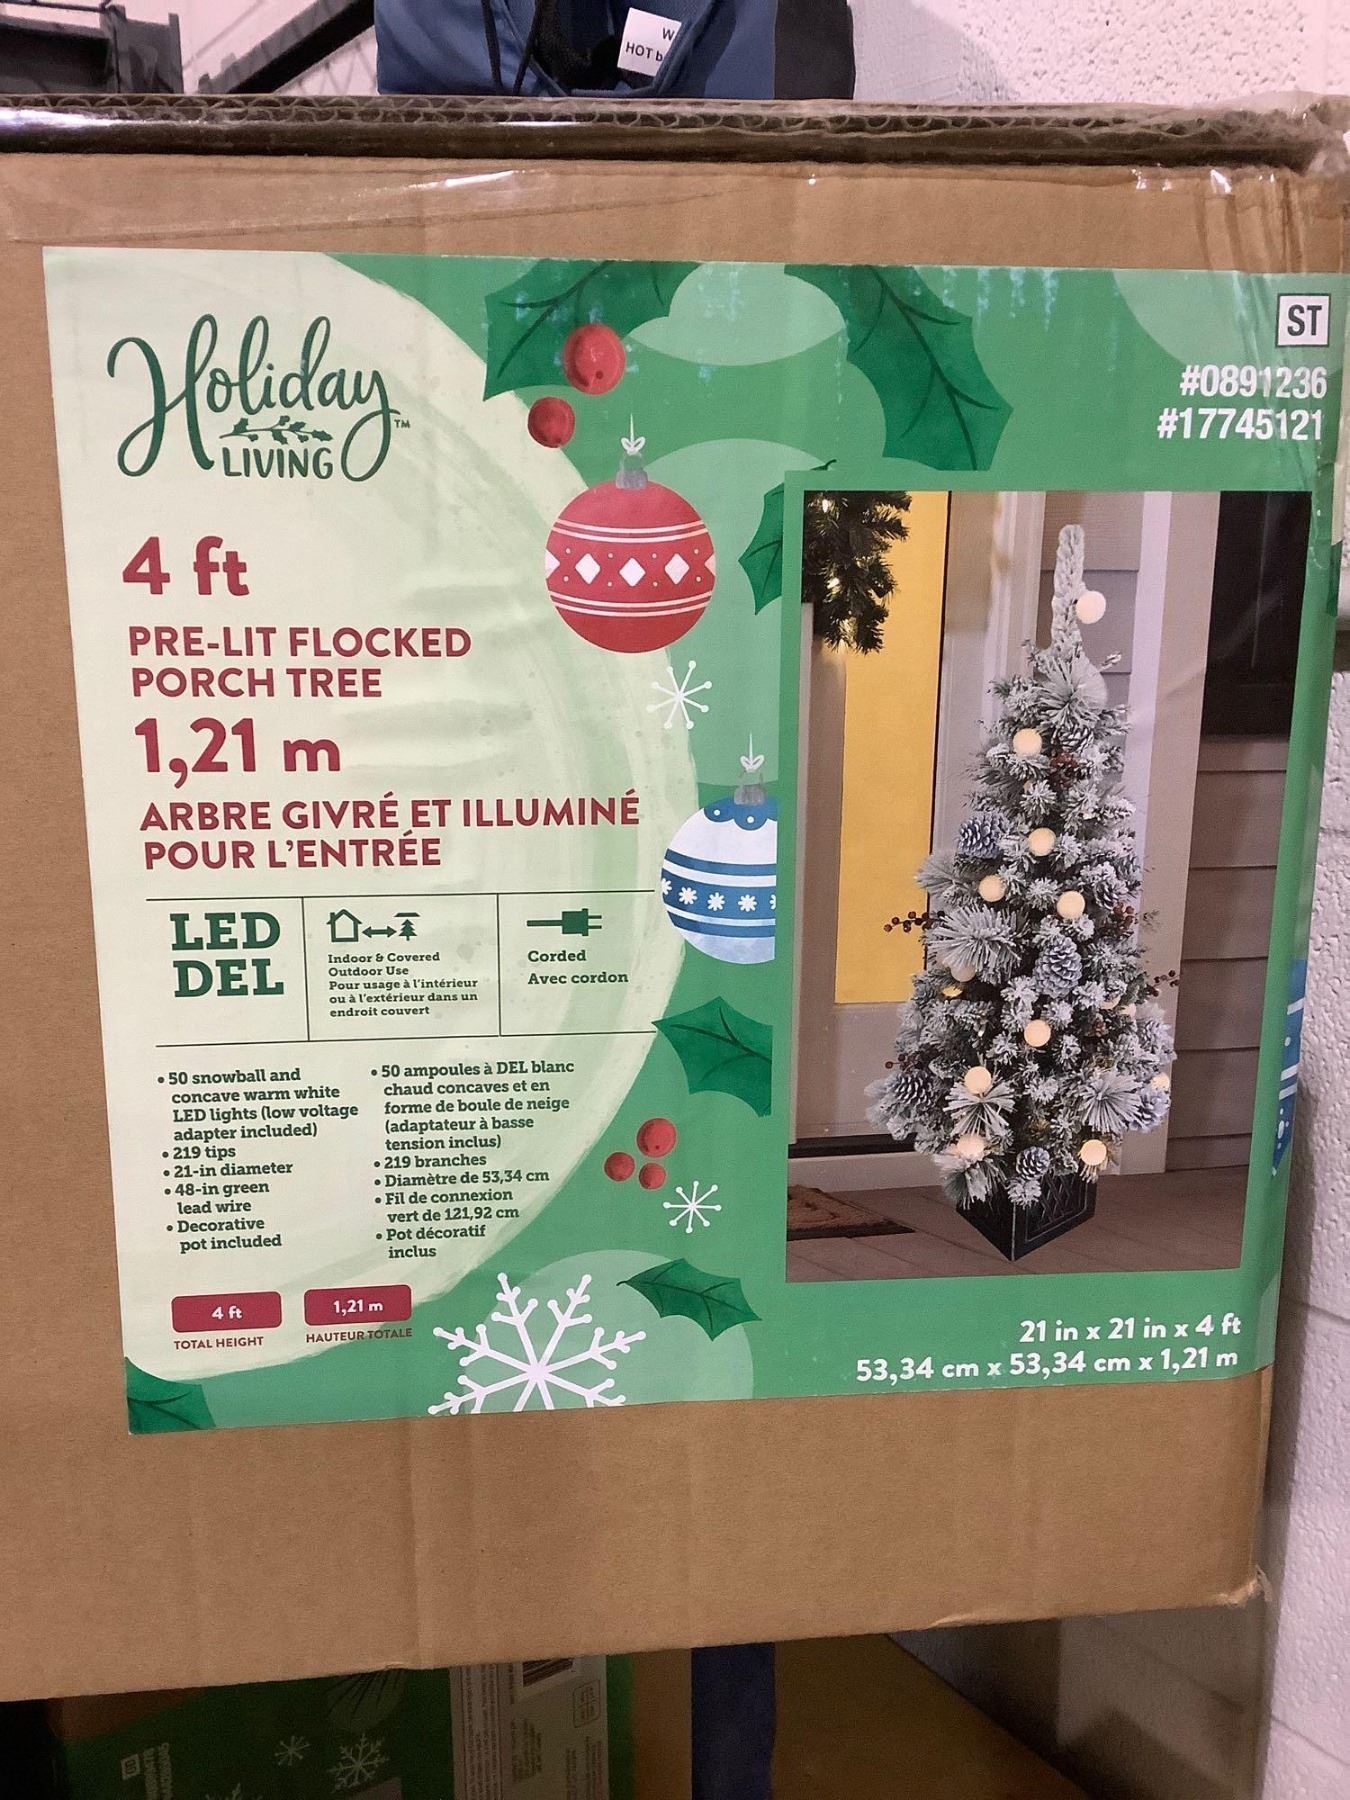 W
HOT
Holiday
LIVING™
ST
#0891236
#17745121
4 ft
PRE-LIT FLOCKED
PORCH TREE
1,21 m
ARBRE GIVRÉ ET ILLUMINÉ
POUR L'ENTRÉE
LED
DEL
Indoor & Covered
Outdoor Use
Pour usage à l'intérieur
ou à l'extérieur dans un
endroit couvert
Corded
Avec cordon
• 50 snowball and
concave warm white
LED lights (low voltage
adapter included)
• 219 tips
• 21-in diameter
• 48-in green
lead wire
• Decorative
pot included
• 50 ampoules à DEL blanc
chaud concaves et en
forme de boule de neige
(adaptateur à basse
tension inclus)
• 219 branches
• Diamètre de 53,34 cm
• Fil de connexion
vert de 121,92 cm
• Pot décoratif
inclus
4 ft
TOTAL HEIGHT
1,21 m
HAUTEUR TOTALE
21 in x 21 in x 4 ft
53,34 cm x 53,34 cm x 1,21 m